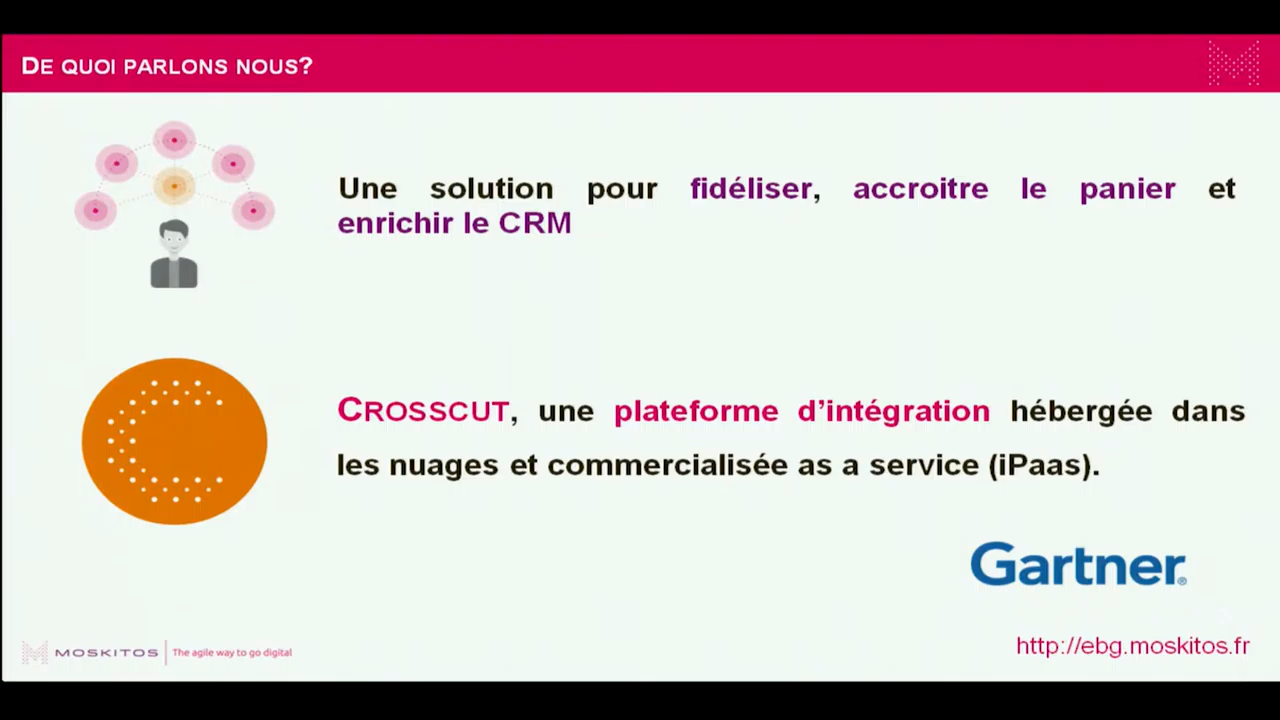 DE QUOI PARLONS NOUS?
Une solution pour fidéliser, accroitre le panier et
enrichir le CRM
CROSSCUT, une plateforme d'intégration hébergée dans
les nuages et commercialisée as a service (iPaas).
Gartner®
MOSKITOS The agile way to go digital
http://ebg.moskitos.fr